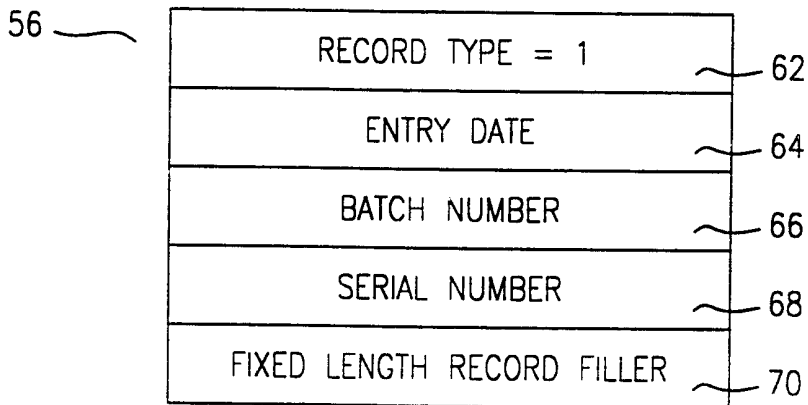 56
RECORD TYPE = 1
62
ENTRY DATE
64
BATCH NUMBER
66
SERIAL NUMBER
68
FIXED LENGTH RECORD FILLER
70